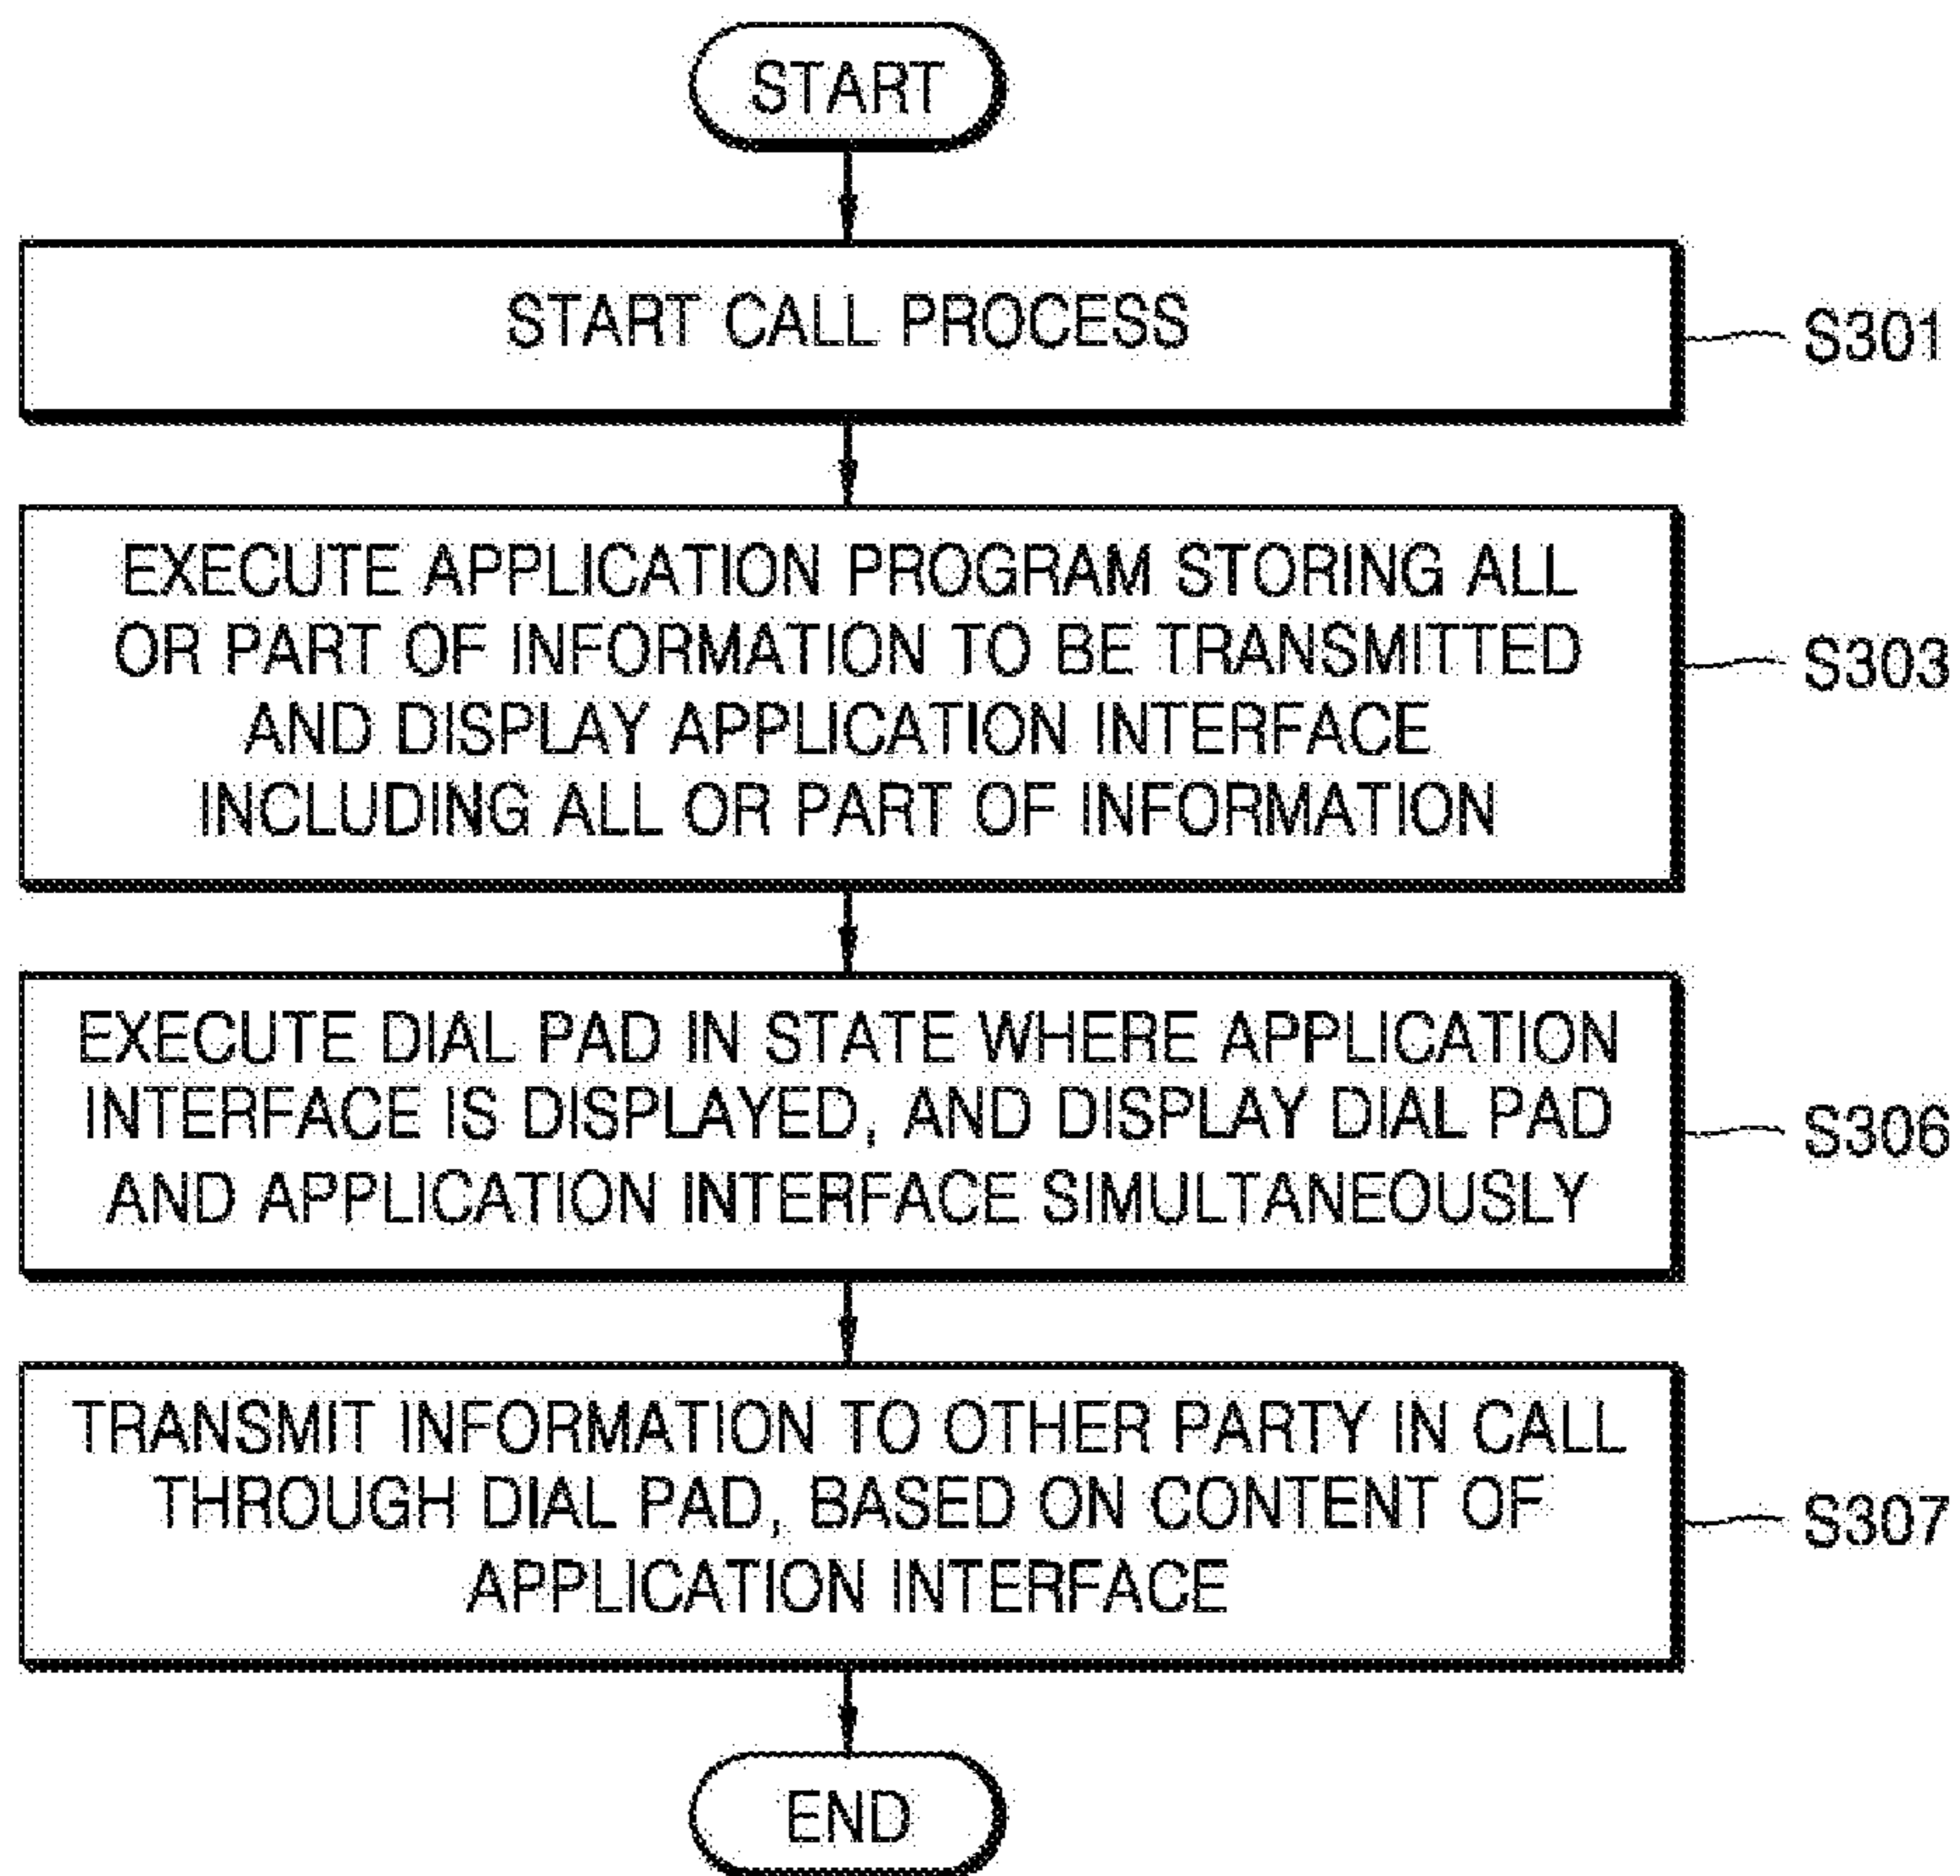 START
START CALL PROCESS
S301
EXECUTE APPLICATION PROGRAM STORING ALL
OR PART OF INFORMATION TO BE TRANSMITTED
AND DISPLAY APPLICATION INTERFACE
INCLUDING ALL OR PART OF INFORMATION
S303
EXECUTE DIAL PAD IN STATE WHERE APPLICATION
INTERFACE IS DISPLAYED, AND DISPLAY DIAL PAD
AND APPLICATION INTERFACE SIMULTANEOUSLY
S306
TRANSMIT INFORMATION TO OTHER PARTY IN CALL
THROUGH DIAL PAD, BASED ON CONTENT OF
APPLICATION INTERFACE
S307
END